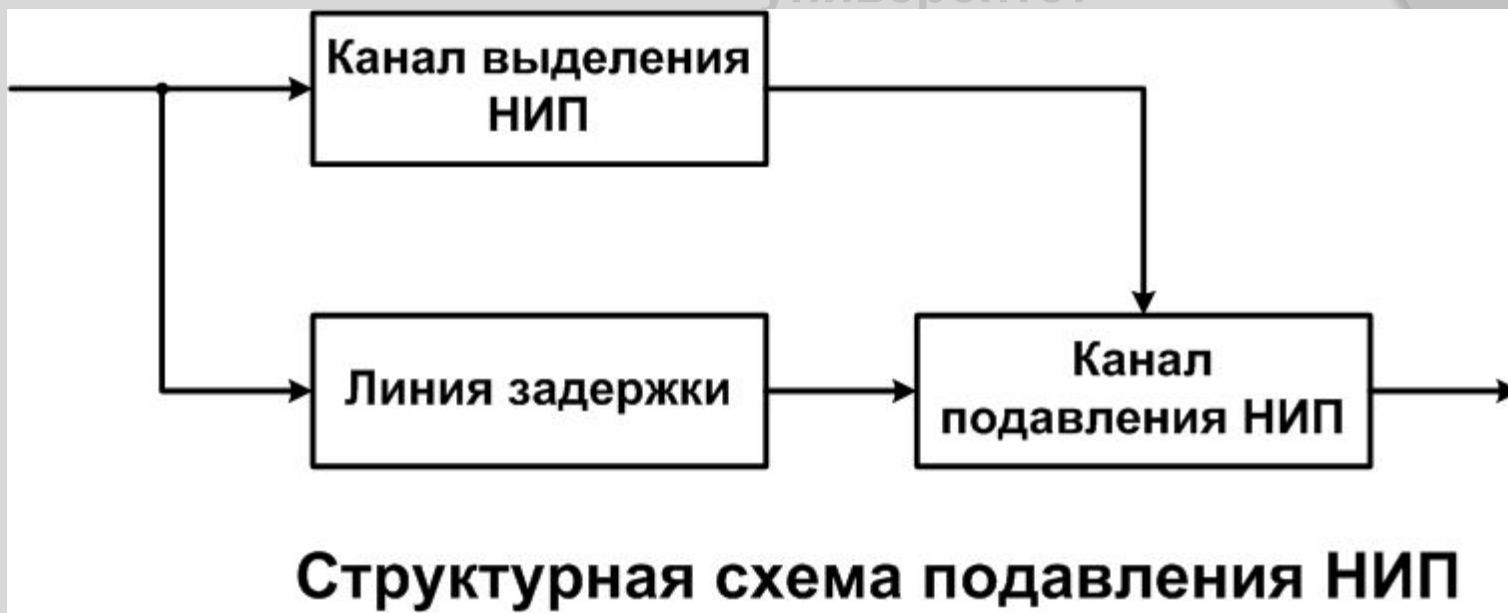 Канал выделения
НИП
Линия задержки
Канал
подавления НИП
Структурная схема подавления НИП